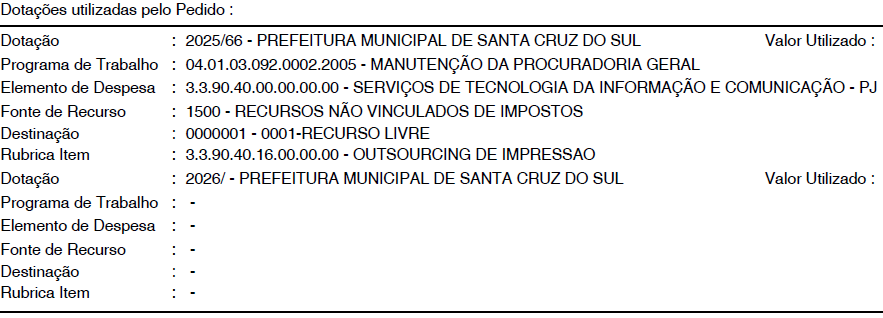 Dotações utilizadas pelo Pedido :
Dotação : 2025/66 - PREFEITURA MUNICIPAL DE SANTA CRUZ DO SUL Valor Utilizado :
Programa de Trabalho : 04.01.03.092.0002.2005 - MANUTENÇÃO DA PROCURADORIA GERAL
Elemento de Despesa : 3.3.90.40.00.00.00.00 - SERVIÇOS DE TECNOLOGIA DA INFORMAÇÃO E COMUNICAÇÃO - PJ
Fonte de Recurso : 1500 - RECURSOS NÃO VINCULADOS DE IMPOSTOS
Destinação : 0000001 - 0001-RECURSO LIVRE
Rubrica Item : 3.3.90.40.16.00.00.00 - OUTSOURCING DE IMPRESSAO
Dotação : 2026/ - PREFEITURA MUNICIPAL DE SANTA CRUZ DO SUL Valor Utilizado :
Programa de Trabalho : -
Elemento de Despesa : -
Fonte de Recurso : -
Destinação : -
Rubrica Item : -